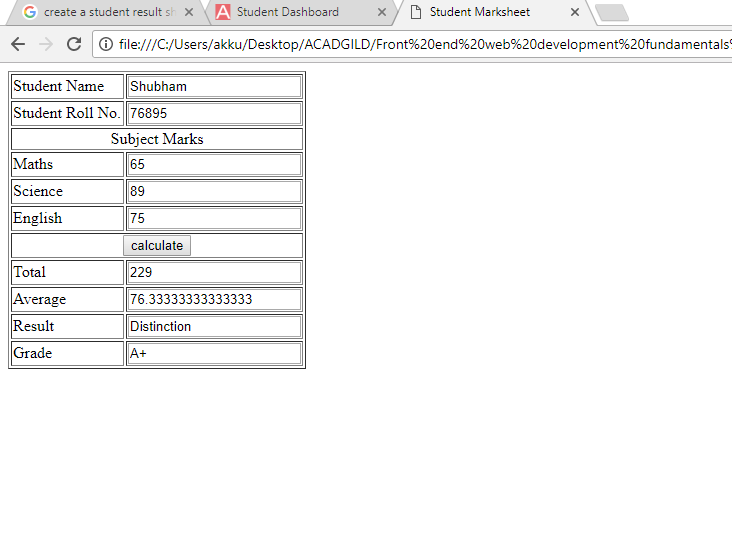 create a student result sh
Student Dashboard
Student Marksheet
file:///C:/Users/akku/Desktop/ACADGILD/Front%20end%20web%20development%20fundamentals%
Student Name Shubham
Student Roll No. 76895
Subject Marks
Maths 65
Science 89
English 75
calculate
Total 229
Average 76.33333333333333
Result Distinction
Grade A+